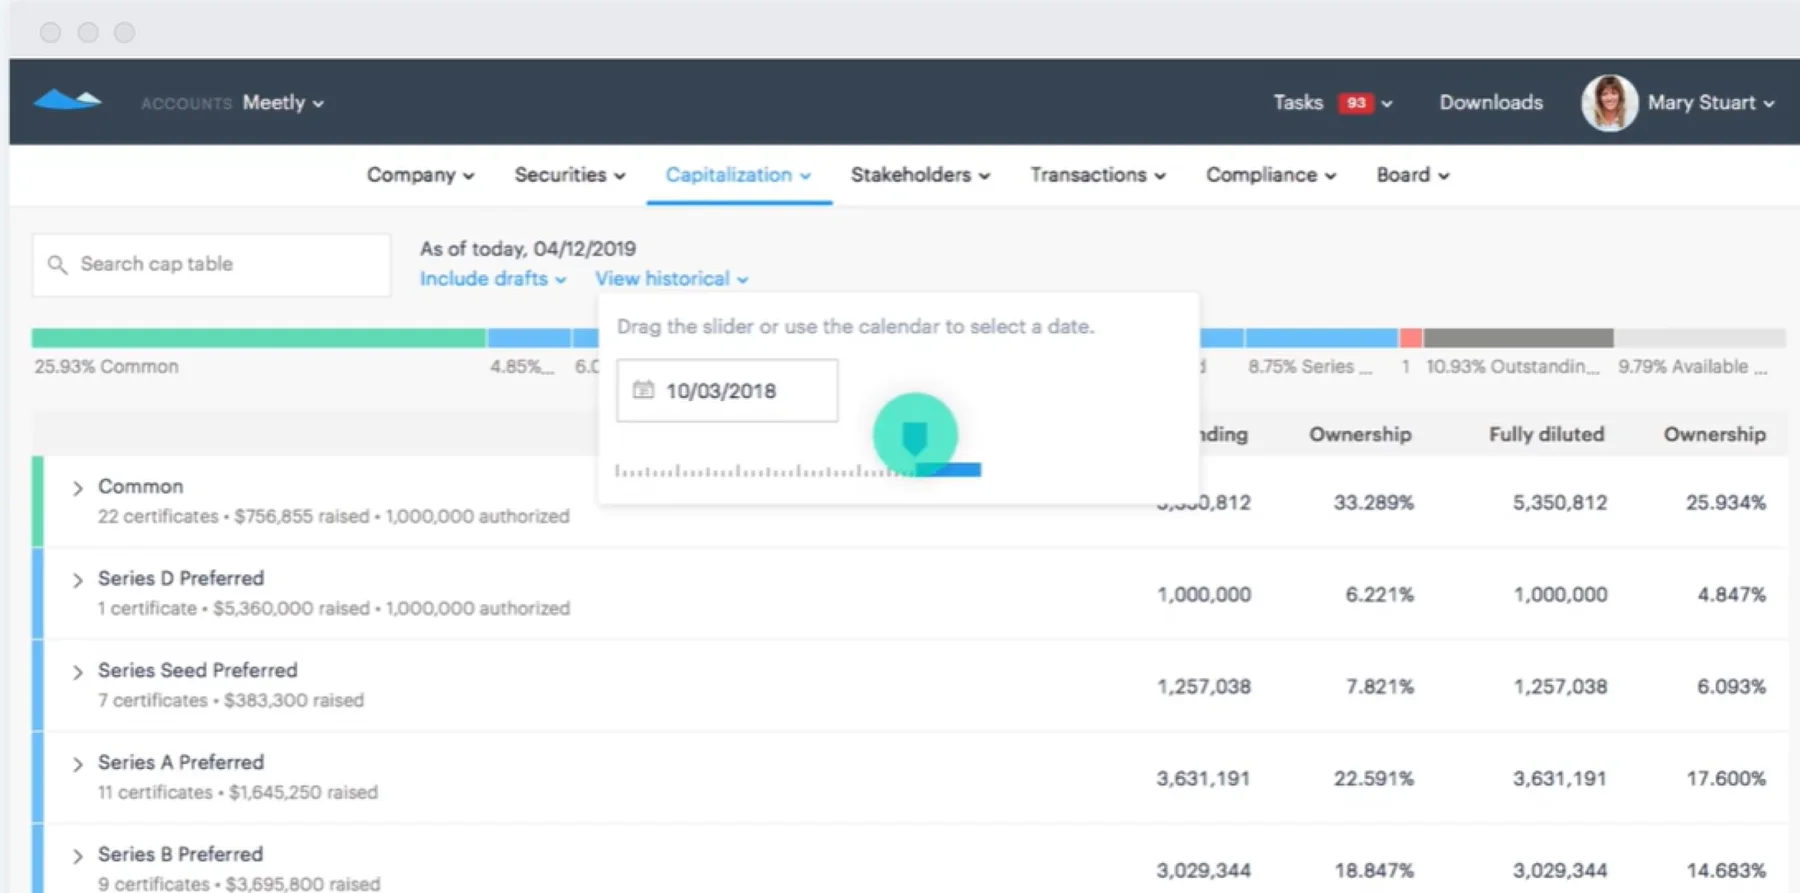 ACCOUNTS Meetly
Tasks 93 Downloads Mary Stuart
Company Securities Capitalization Stakeholders Transactions Compliance Board
Search cap table
As of today, 04/12/2019
Include drafts View historical
Drag the slider or use the calendar to select a date.
10/03/2018
25.93% Common 4.85%... 6.0 8.75% Series ... 1 10.93% Outstandin... 9.79% Available ...
nding Ownership Fully diluted Ownership
Common
22 certificates • $756,855 raised • 1,000,000 authorized
0,812 33.289% 5,350,812 25.934%
Series D Preferred
1 certificate • $5,360,000 raised • 1,000,000 authorized
1,000,000 6.221% 1,000,000 4.847%
Series Seed Preferred
7 certificates • $383,300 raised
1,257,038 7.821% 1,257,038 6.093%
Series A Preferred
11 certificates • $1,645,250 raised
3,631,191 22.591% 3,631,191 17.600%
Series B Preferred
9 certificates • $3,695,800 raised
3,029,344 18.847% 3,029,344 14.683%